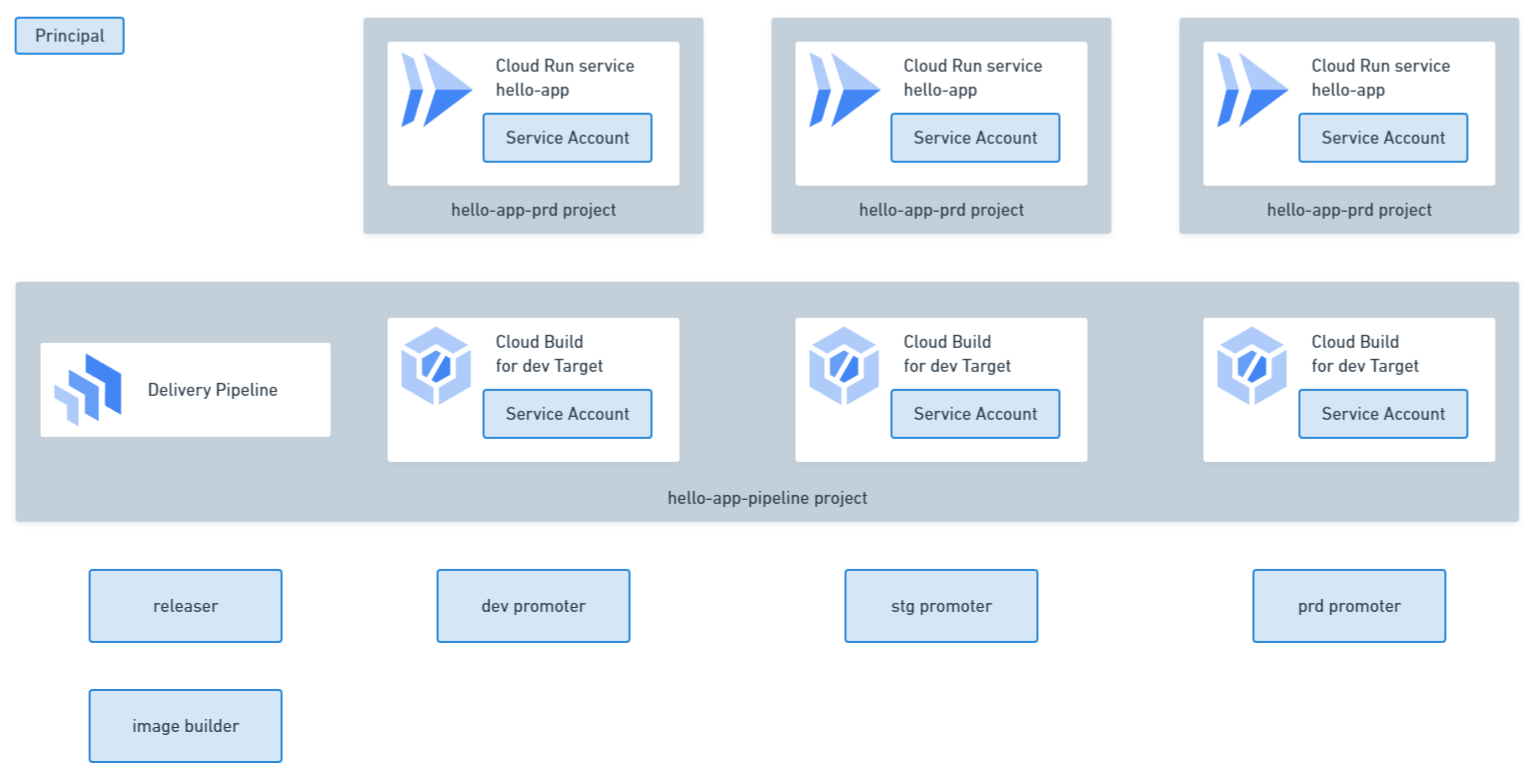 Principal
Cloud Run service
hello-app
Service Account
hello-app-prd project
Cloud Run service
hello-app
Service Account
hello-app-prd project
Cloud Run service
hello-app
Service Account
hello-app-prd project
Delivery Pipeline
Cloud Build
for dev Target
Service Account
Cloud Build
for dev Target
Service Account
Cloud Build
for dev Target
Service Account
hello-app-pipeline project
releaser
dev promoter
stg promoter
prd promoter
image builder